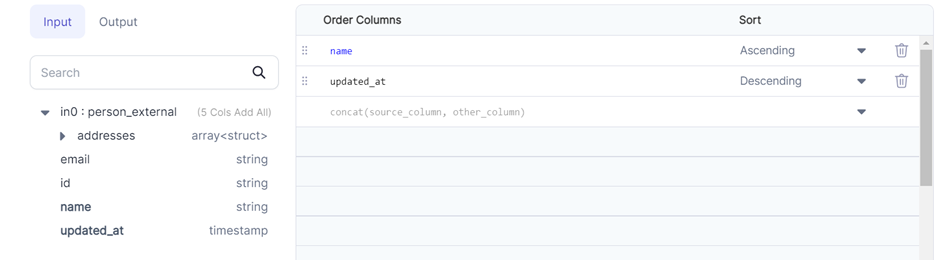 Input Output
Search
in0 : person_external (5 Cols Add All)
addresses array<struct>
email string
id string
name string
updated_at timestamp
Order Columns Sort
name Ascending
updated_at Descending
concat(source_column, other_column)